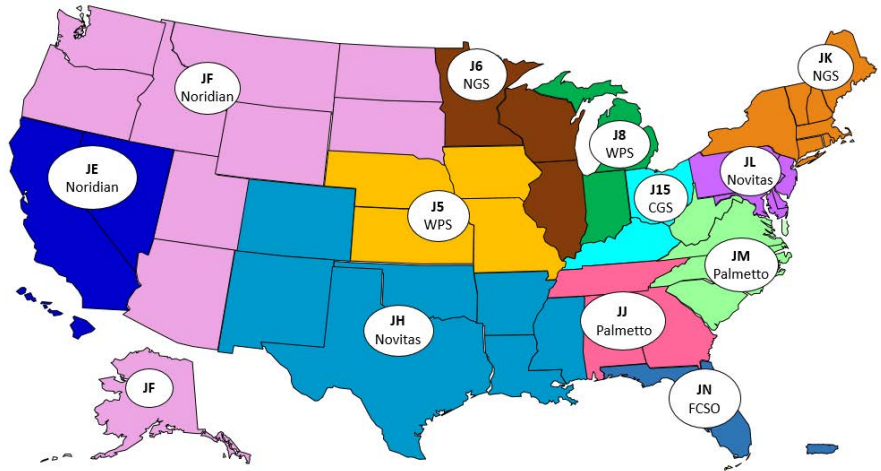 JF
Noridian
J6
NGS
JK
NGS
JE
Noridian
J8
WPS
JL
Novitas
J15
CGS
J5
WPS
JM
Palmetto
JH
Novitas
JJ
Palmetto
JF
JN
FCSO